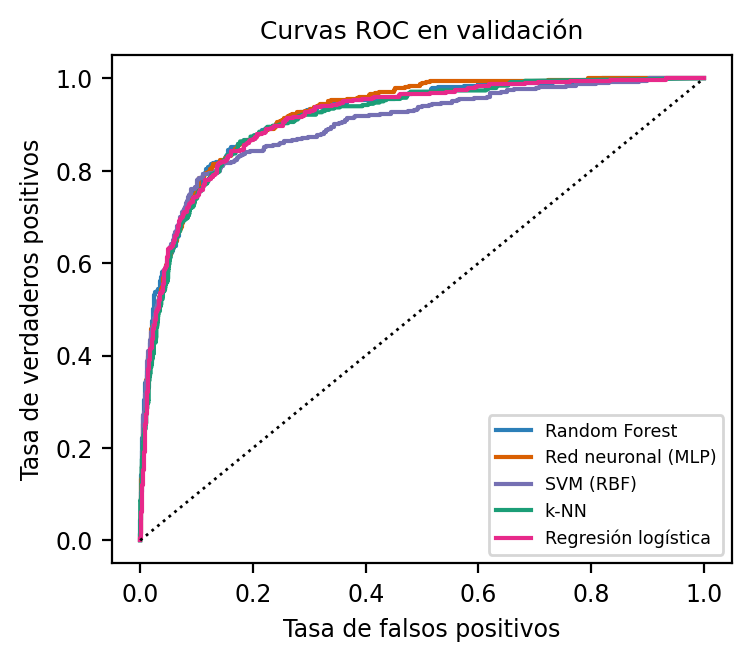 Curvas ROC en validación
Tasa de verdaderos positivos
1.0
0.8
0.6
0.4
0.2
0.0
0.0 0.2 0.4 0.6 0.8 1.0
Tasa de falsos positivos
Random Forest
Red neuronal (MLP)
SVM (RBF)
k-NN
Regresión logística